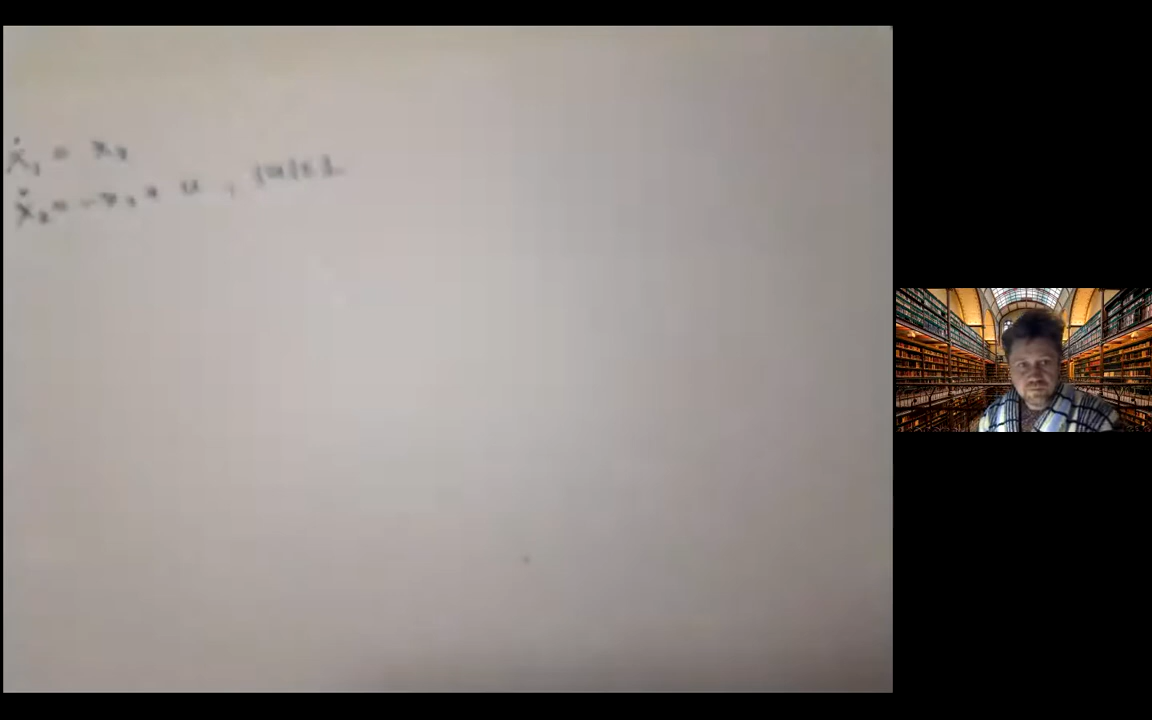 ẋ₁ = x₂
ẋ₂ = -x₁ + u , |u| ≤ 1